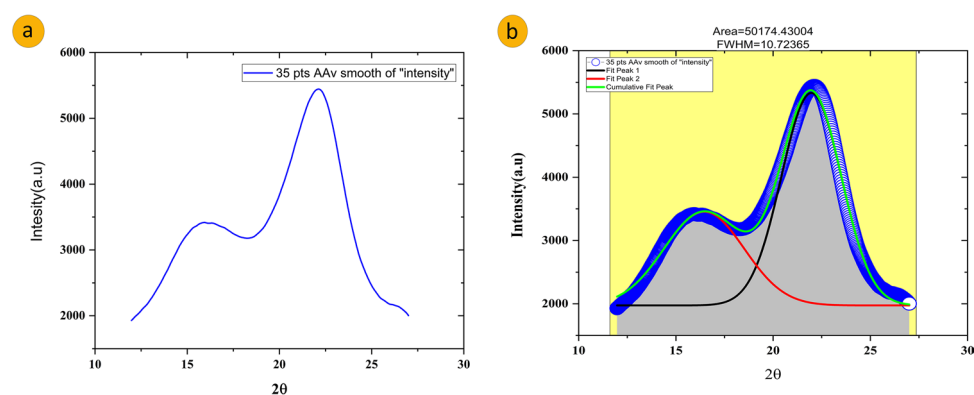 a
6000
5000
4000
3000
2000
10
15
20
25
30
Intesity(a.u)
2θ
35 pts AAv smooth of "intensity"
b
Area=50174.43004
FWHM=10.72365
6000
5000
4000
3000
2000
10
15
20
25
30
Intensity(a.u)
2θ
35 pts AAv smooth of "intensity"
Fit Peak 1
Fit Peak 2
Cumulative Fit Peak